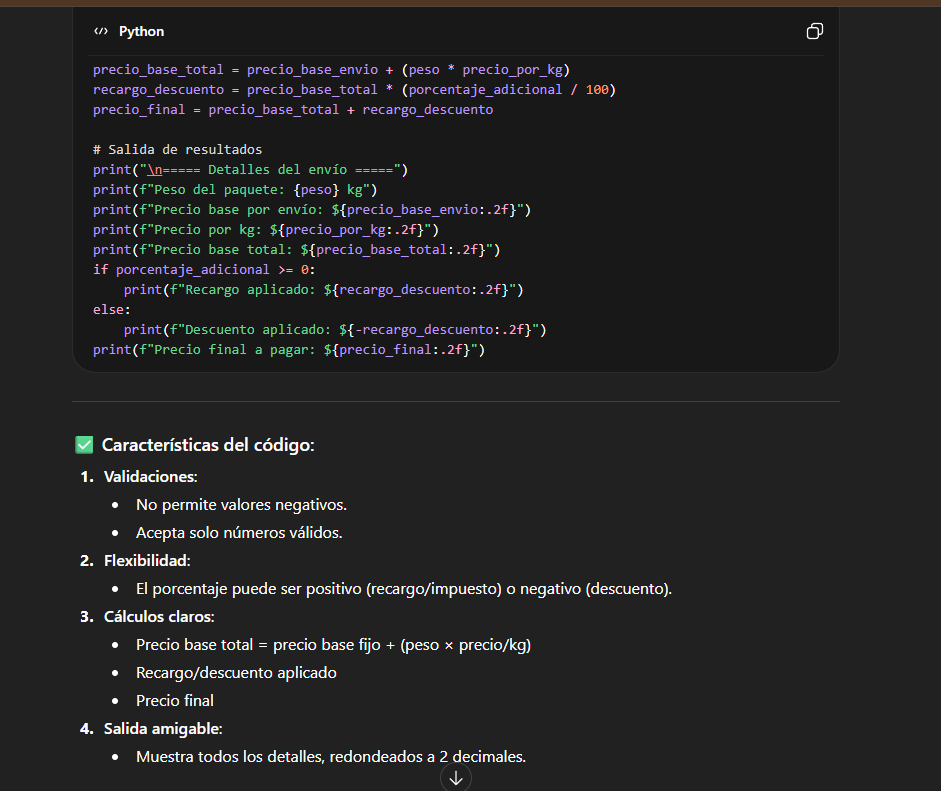 Python
precio_base_total = precio_base_envio + (peso * precio_por_kg)
recargo_descuento = precio_base_total * (porcentaje_adicional / 100)
precio_final = precio_base_total + recargo_descuento
# Salida de resultados
print("\n===== Detalles del envío =====")
print(f"Peso del paquete: {peso} kg")
print(f"Precio base por envío: ${precio_base_envio:.2f}")
print(f"Precio por kg: ${precio_por_kg:.2f}")
print(f"Precio base total: ${precio_base_total:.2f}")
if porcentaje_adicional >= 0:
    print(f"Recargo aplicado: ${recargo_descuento:.2f}")
else:
    print(f"Descuento aplicado: ${-recargo_descuento:.2f}")
print(f"Precio final a pagar: ${precio_final:.2f}")
✅ Características del código:
1. Validaciones:
• No permite valores negativos.
• Acepta solo números válidos.
2. Flexibilidad:
• El porcentaje puede ser positivo (recargo/impuesto) o negativo (descuento).
3. Cálculos claros:
• Precio base total = precio base fijo + (peso × precio/kg)
• Recargo/descuento aplicado
• Precio final
4. Salida amigable:
• Muestra todos los detalles, redondeados a 2 decimales.